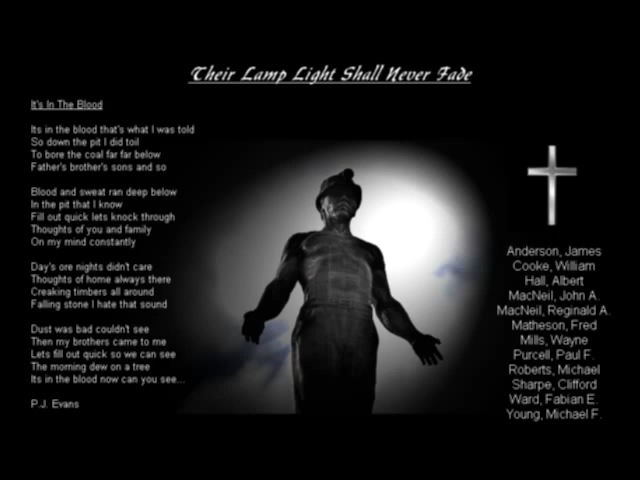 Their Lamp Light Shall Never Fade
It's In The Blood
Its in the blood that's what I was told
So down the pit I did toil
To bore the coal far far below
Father's brother's sons and so
Blood and sweat ran deep below
In the pit that I know
Fill out quick lets knock through
Thoughts of you and family
On my mind constantly
Day's ore nights didn't care
Thoughts of home always there
Creaking timbers all around
Falling stone I hate that sound
Dust was bad couldn't see
Then my brothers came to me
Lets fill out quick so we can see
The morning dew on a tree
Its in the blood now can you see...
P.J. Evans
Anderson, James
Cooke, William
Hall, Albert
MacNeil, John A.
MacNeil, Reginald A.
Matheson, Fred
Mills, Wayne
Purcell, Paul F.
Roberts, Michael
Sharpe, Clifford
Ward, Fabian E.
Young, Michael F.